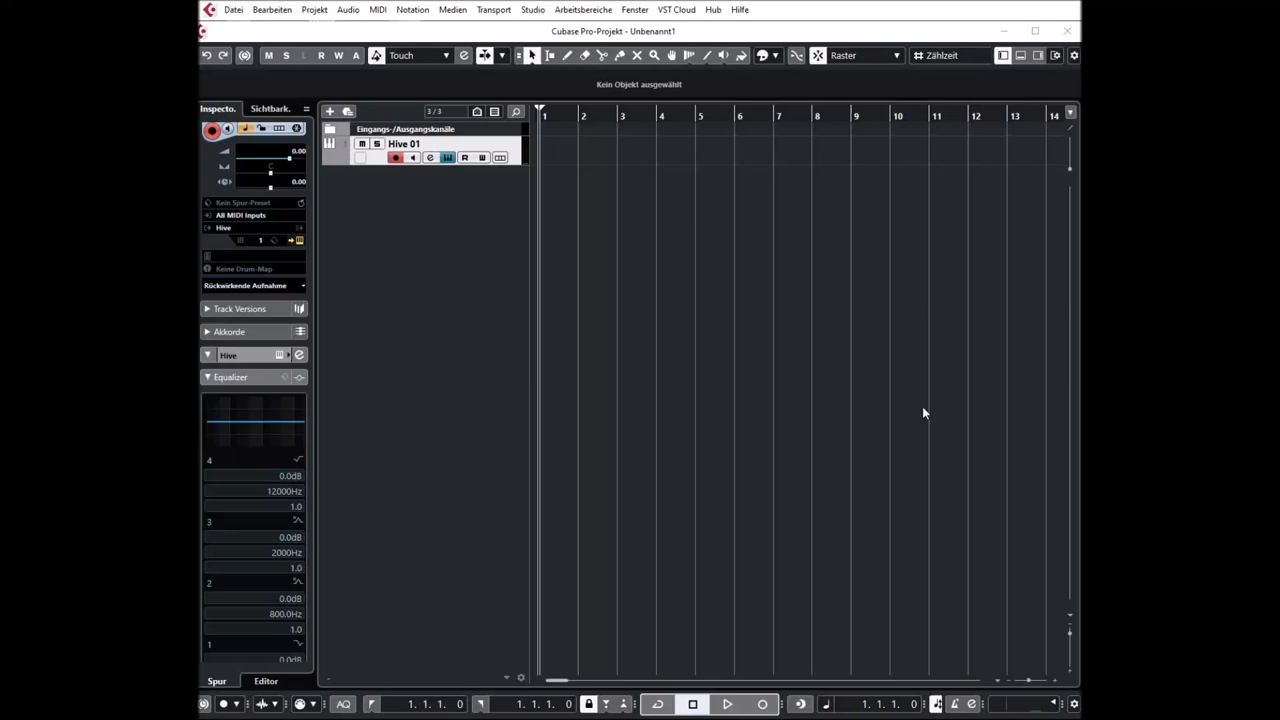 Datei Bearbeiten Projekt Audio MIDI Notation Medien Transport Studio Arbeitsbereiche Fenster VST Cloud Hub Hilfe
Cubase Pro-Projekt - Unbenannt1
M S L R W A Touch Raster Zählzeit
Kein Objekt ausgewählt
Inspecto. Sichtbark.
3 / 3
1 2 3 4 5 6 7 8 9 10 11 12 13 14
Eingangs-/Ausgangskanäle
M S Hive 01
R W
0.00
C
0.00
Kein Spur-Preset
All MIDI Inputs
Hive
1
Keine Drum-Map
Rückwirkende Aufnahme
Track Versions
Akkorde
Hive
Equalizer
4
0.0dB
12000Hz
1.0
3
0.0dB
2000Hz
1.0
2
0.0dB
800.0Hz
1.0
1
0.0dB
Spur Editor
AQ 1. 1. 1. 0 1. 1. 1. 0 1. 1. 1. 0